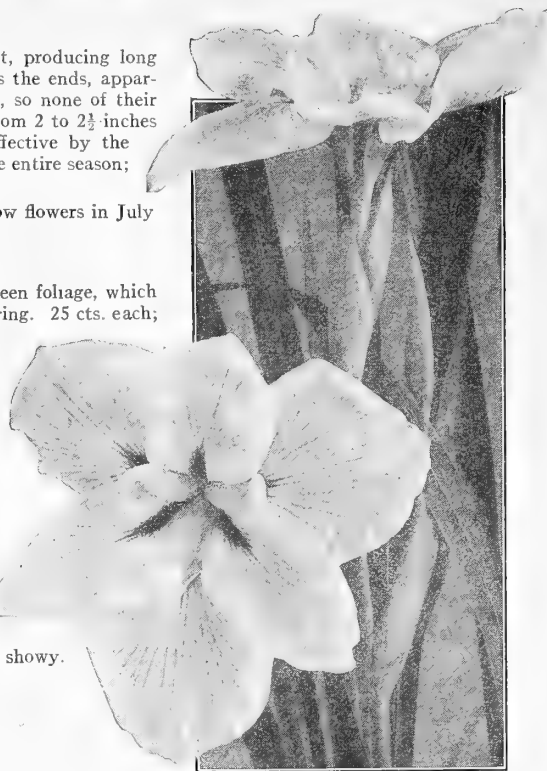 t, producing long
s the ends, appar-
, so none of their
om 2 to 2½ inches
fective by the
e entire season;
ow flowers in July
een foliage, which
ring. 25 cts. each;
showy.